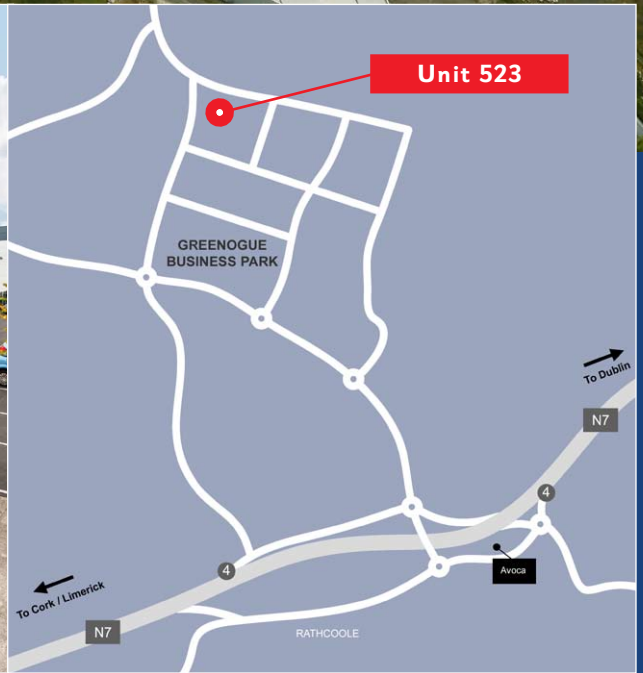 Unit 523
GREENOGUE
BUSINESS PARK
To Dublin
N7
4
Avoca
4
To Cork / Limerick
N7
RATHCOOLE